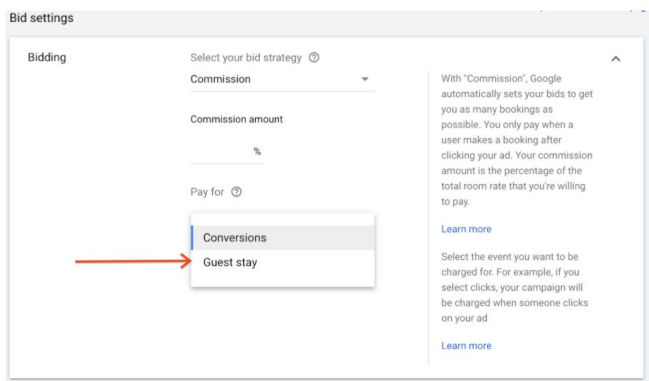 Bid settings
Bidding
Select your bid strategy
Commission
Commission amount
%
Pay for
Conversions
Guest stay
With "Commission", Google
automatically sets your bids to get
you as many bookings as
possible. You only pay when a
user makes a booking after
clicking your ad. Your commission
amount is the percentage of the
total room rate that you're willing
to pay.
Learn more
Select the event you want to be
charged for. For example, if you
select clicks, your campaign will
be charged when someone clicks
on your ad
Learn more